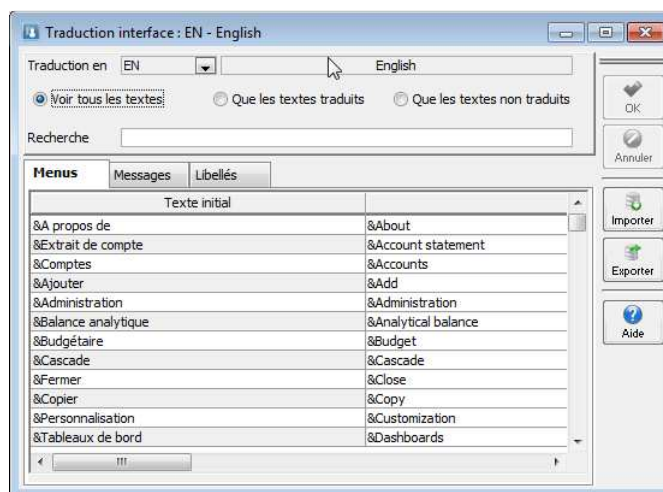 Traduction interface : EN - English
Traduction en EN English
Voir tous les textes Que les textes traduits Que les textes non traduits
Recherche
OK
Annuler
Importer
Exporter
Aide
Menus Messages Libellés
Texte initial
&A propos de &About
&Extrait de compte &Account statement
&Comptes &Accounts
&Ajouter &Add
&Administration &Administration
&Balance analytique &Analytical balance
&Budgétaire &Budget
&Cascade &Cascade
&Fermer &Close
&Copier &Copy
&Personnalisation &Customization
&Tableaux de bord &Dashboards